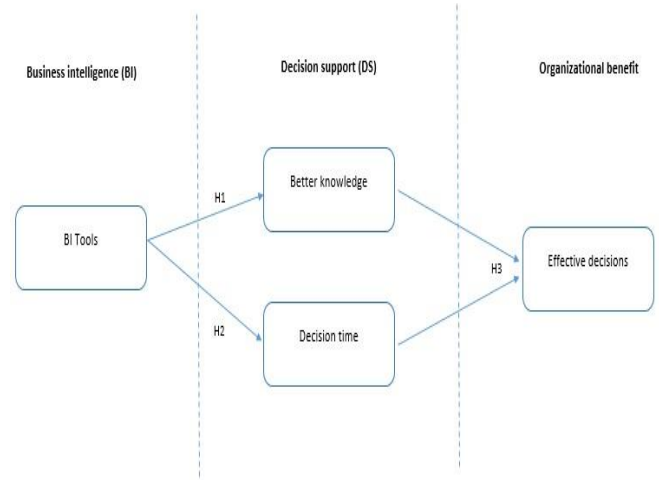 Business intelligence (BI)
Decision support (DS)
Organizational benefit
Better knowledge
H1
BI Tools
Effective decisions
H3
H2
Decision time